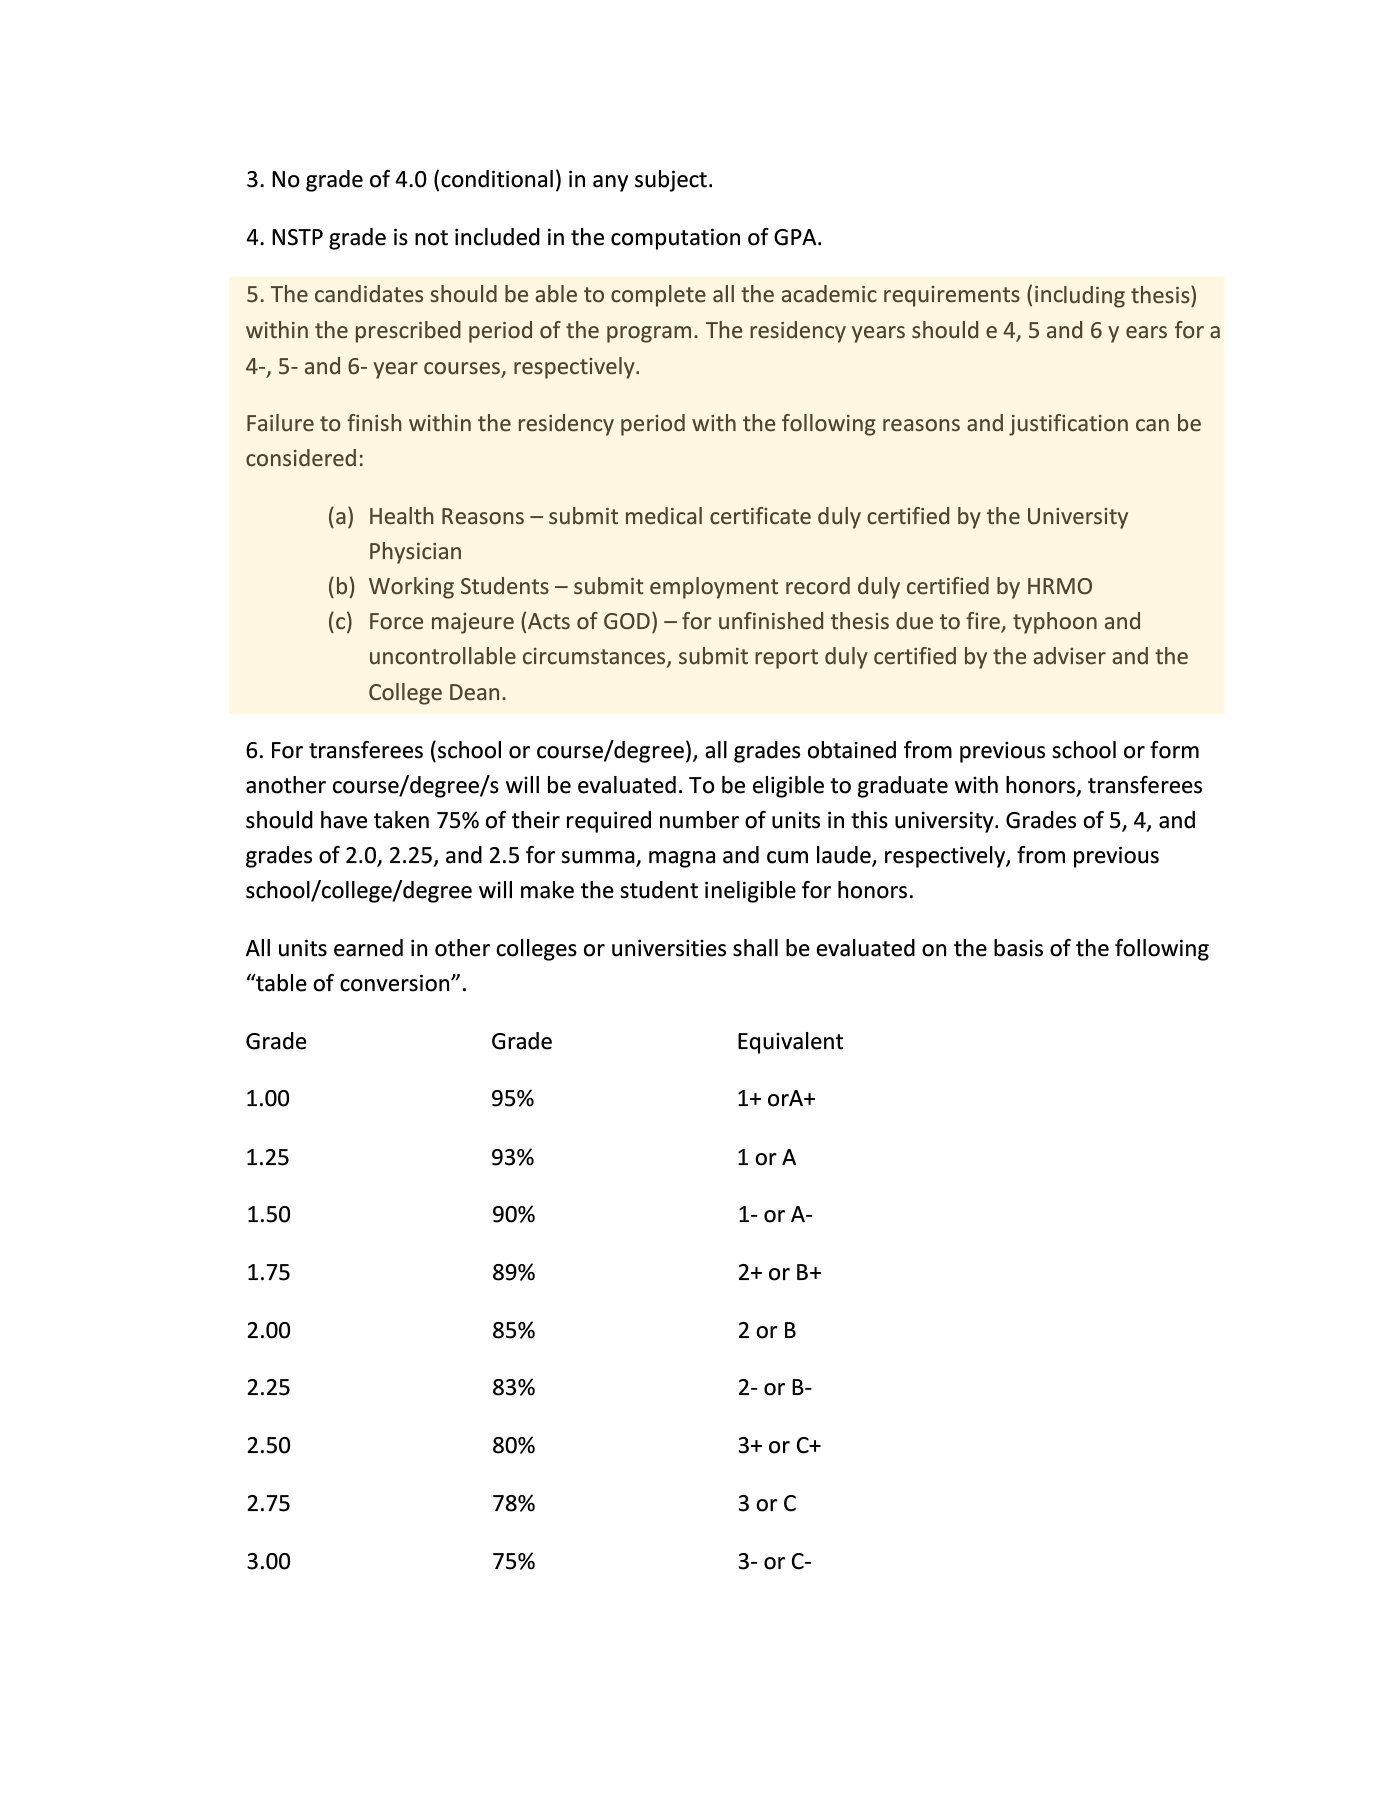 3. No grade of 4.0 (conditional) in any subject.
4. NSTP grade is not included in the computation of GPA.
5. The candidates should be able to complete all the academic requirements (including thesis)
within the prescribed period of the program. The residency years should e 4, 5 and 6 y ears for a
4-, 5- and 6- year courses, respectively.
Failure to finish within the residency period with the following reasons and justification can be
considered:
(a) Health Reasons – submit medical certificate duly certified by the University
Physician
(b) Working Students – submit employment record duly certified by HRMO
(c) Force majeure (Acts of GOD) – for unfinished thesis due to fire, typhoon and
uncontrollable circumstances, submit report duly certified by the adviser and the
College Dean.
6. For transferees (school or course/degree), all grades obtained from previous school or form
another course/degree/s will be evaluated. To be eligible to graduate with honors, transferees
should have taken 75% of their required number of units in this university. Grades of 5, 4, and
grades of 2.0, 2.25, and 2.5 for summa, magna and cum laude, respectively, from previous
school/college/degree will make the student ineligible for honors.
All units earned in other colleges or universities shall be evaluated on the basis of the following
“table of conversion”.
Grade Grade Equivalent
1.00 95% 1+ orA+
1.25 93% 1 or A
1.50 90% 1- or A-
1.75 89% 2+ or B+
2.00 85% 2 or B
2.25 83% 2- or B-
2.50 80% 3+ or C+
2.75 78% 3 or C
3.00 75% 3- or C-